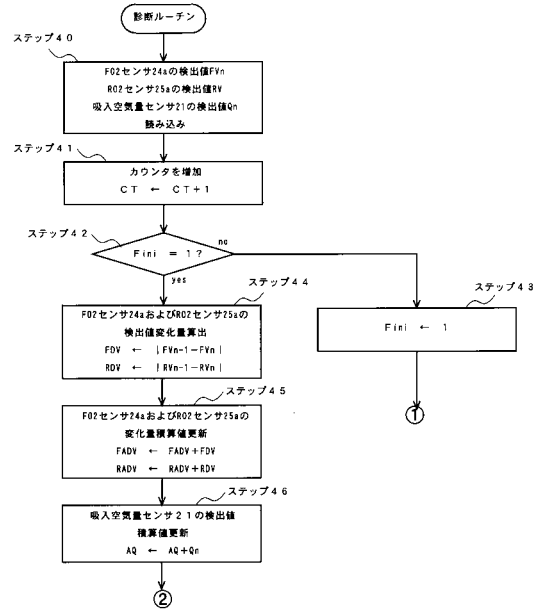 診断ルーチン
ステップ40
FO2センサ24aの検出値FVn
RO2センサ25aの検出値RV
吸入空気量センサ21の検出値Qn
読み込み
ステップ41
カウンタを増加
CT ← CT+1
ステップ42
Fini = 1?
no
yes
ステップ43
Fini ← 1
①
ステップ44
FO2センサ24aおよびRO2センサ25aの
検出値変化量算出
FDV ← |FVn-1-FVn|
RDV ← |RVn-1-RVn|
ステップ45
FO2センサ24aおよびRO2センサ25aの
変化量積算値更新
FADV ← FADV+FDV
RADV ← RADV+RDV
ステップ46
吸入空気量センサ21の検出値
積算値更新
AQ ← AQ+Qn
②